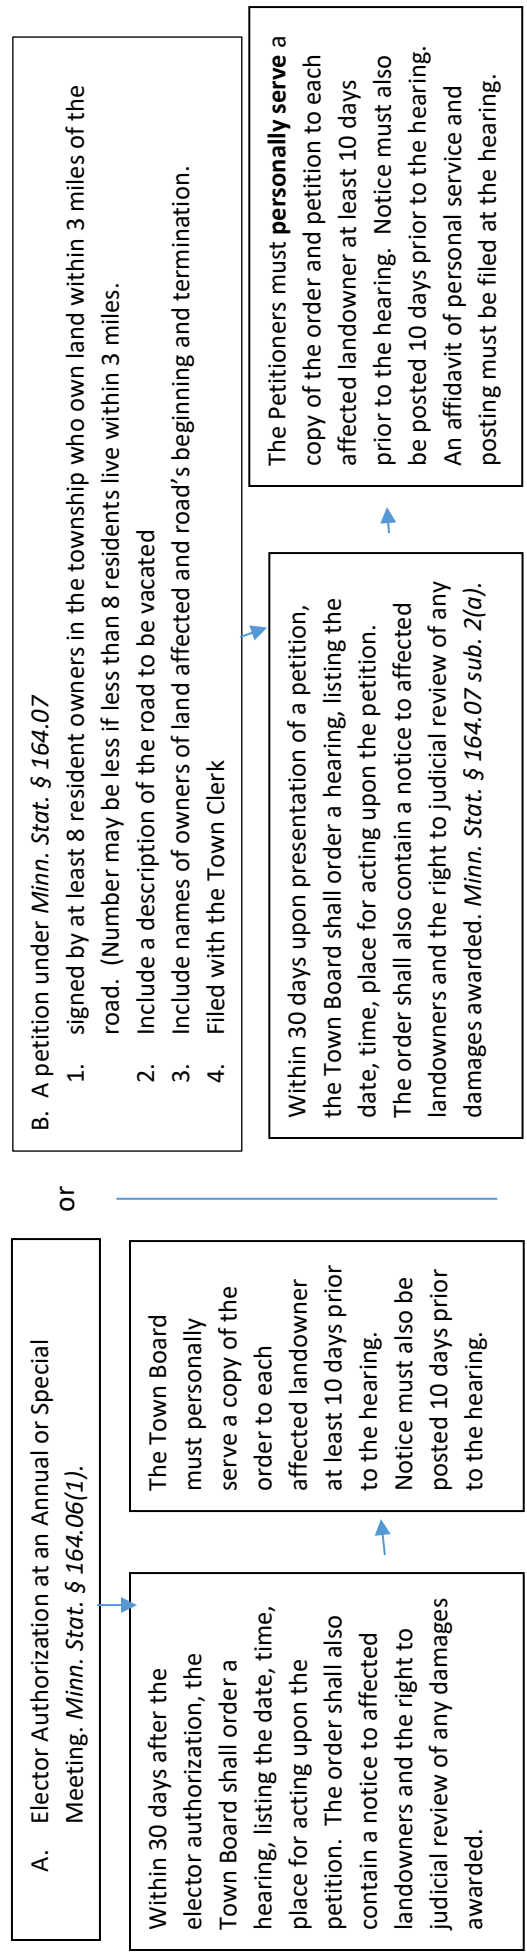 A. Elector Authorization at an Annual or Special
Meeting. Minn. Stat. § 164.06(1).
Within 30 days after the
elector authorization, the
Town Board shall order a
hearing, listing the date, time,
place for acting upon the
petition.  The order shall also
contain a notice to affected
landowners and the right to
judicial review of any damages
awarded.
The Town Board
must personally
serve a copy of the
order to each
affected landowner
at least 10 days prior
to the hearing.
Notice must also be
posted 10 days prior
to the hearing.
or
B. A petition under Minn. Stat. § 164.07
1. signed by at least 8 resident owners in the township who own land within 3 miles of the
road.  (Number may be less if less than 8 residents live within 3 miles.
2. Include a description of the road to be vacated
3. Include names of owners of land affected and road’s beginning and termination.
4. Filed with the Town Clerk
Within 30 days upon presentation of a petition,
the Town Board shall order a hearing, listing the
date, time, place for acting upon the petition.
The order shall also contain a notice to affected
landowners and the right to judicial review of any
damages awarded. Minn. Stat. § 164.07 sub. 2(a).
The Petitioners must personally serve a
copy of the order and petition to each
affected landowner at least 10 days
prior to the hearing.  Notice must also
be posted 10 days prior to the hearing.
An affidavit of personal service and
posting must be filed at the hearing.